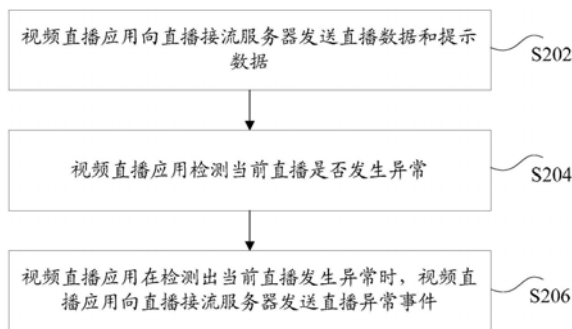 视频直播应用向直播接流服务器发送直播数据和提示
数据
S202
视频直播应用检测当前直播是否发生异常
S204
视频直播应用在检测出当前直播发生异常时，视频直
播应用向直播接流服务器发送直播异常事件
S206